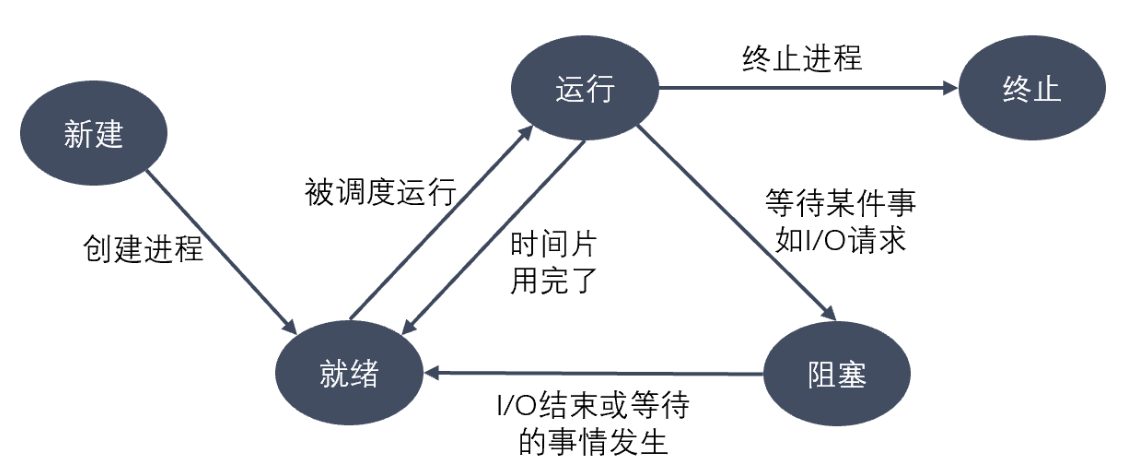 运行
终止进程
终止
新建
被调度运行
等待某件事
如I/O请求
创建进程
时间片
用完了
就绪
阻塞
I/O结束或等待
的事情发生